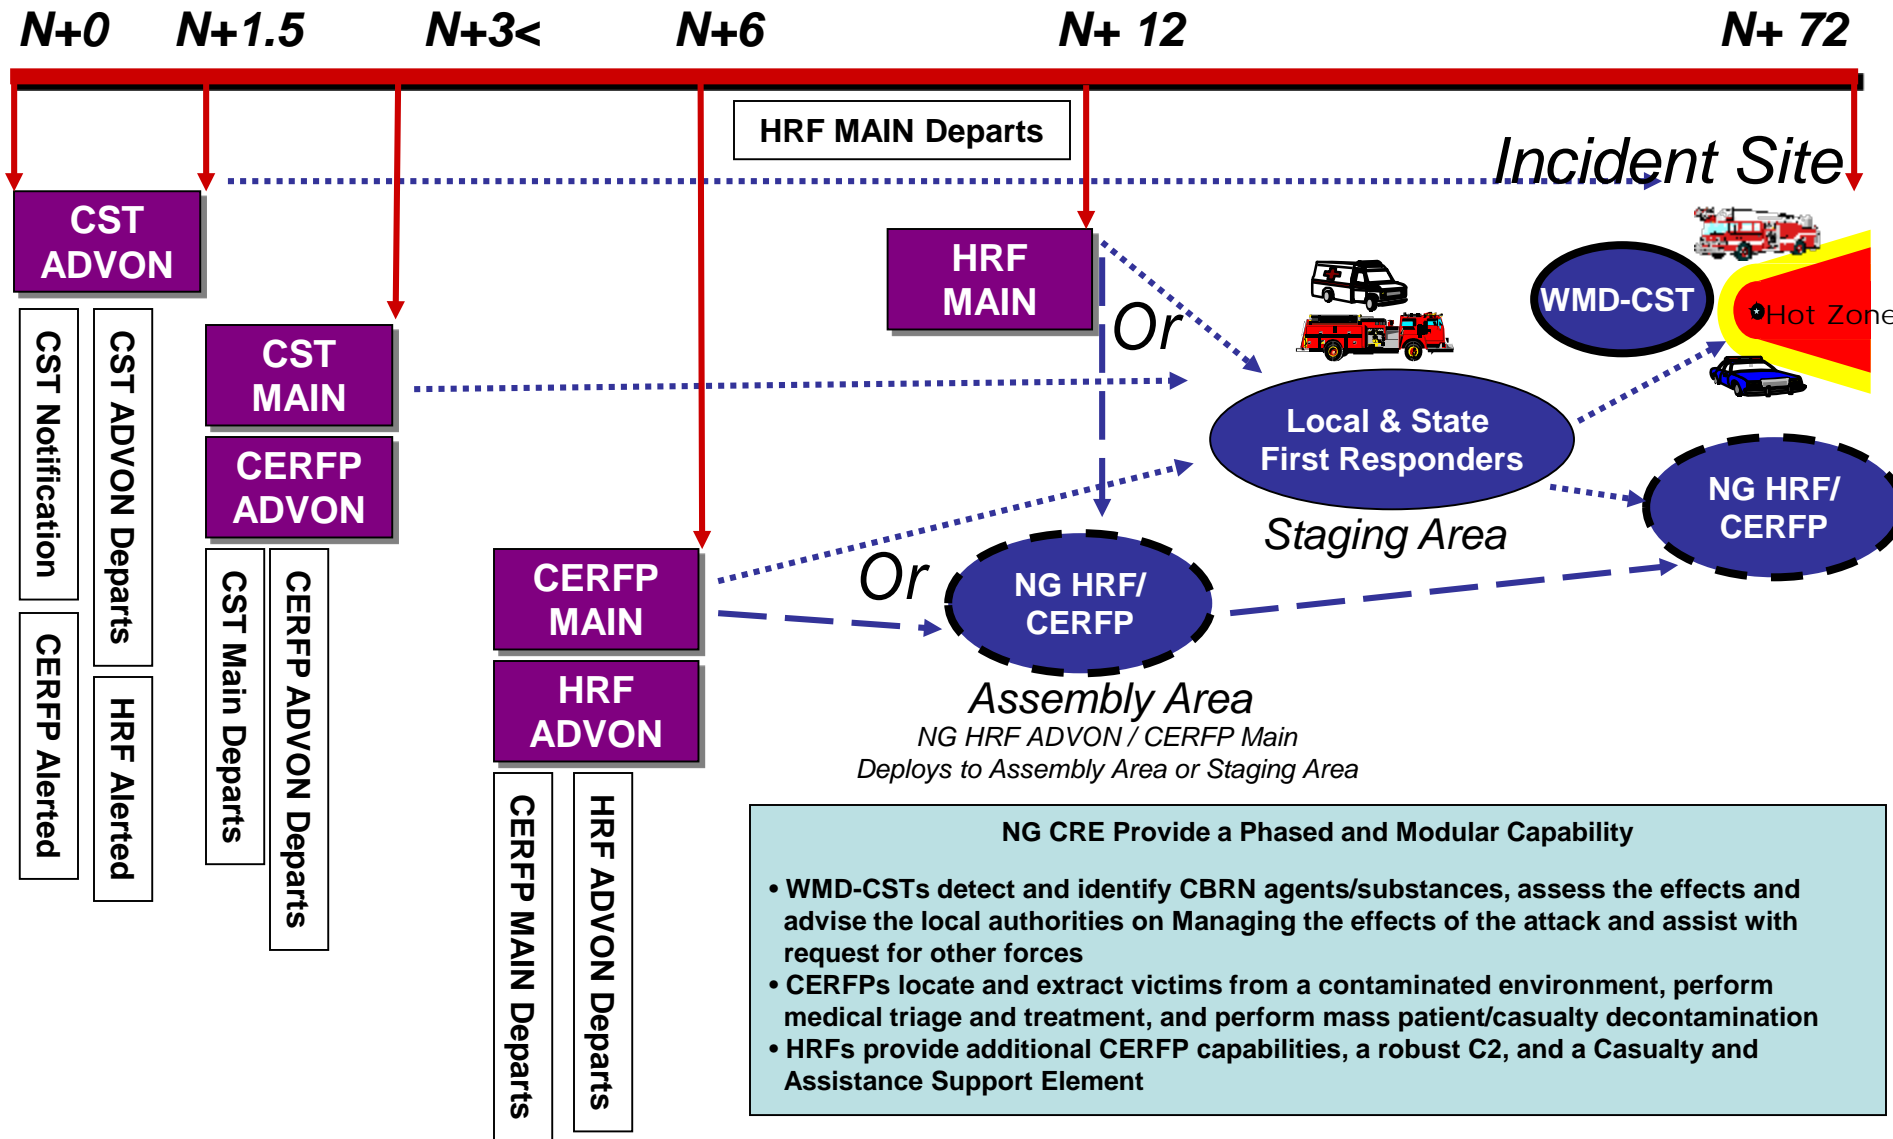 N+0 N+1.5 N+3< N+6 N+ 12 N+ 72
HRF MAIN Departs
Incident Site
CST
ADVON
CST Notification
CST ADVON Departs
CERFP Alerted
HRF Alerted
CST
MAIN
CERFP
ADVON
CST Main Departs
CERFP ADVON Departs
CERFP
MAIN
HRF
ADVON
CERFP MAIN Departs
HRF ADVON Departs
HRF
MAIN
Or
Or
NG HRF/
CERFP
Assembly Area
NG HRF ADVON / CERFP Main
Deploys to Assembly Area or Staging Area
Local & State
First Responders
Staging Area
WMD-CST
Hot Zone
NG HRF/
CERFP
NG CRE Provide a Phased and Modular Capability
• WMD-CSTs detect and identify CBRN agents/substances, assess the effects and
advise the local authorities on Managing the effects of the attack and assist with
request for other forces
• CERFPs locate and extract victims from a contaminated environment, perform
medical triage and treatment, and perform mass patient/casualty decontamination
• HRFs provide additional CERFP capabilities, a robust C2, and a Casualty and
Assistance Support Element